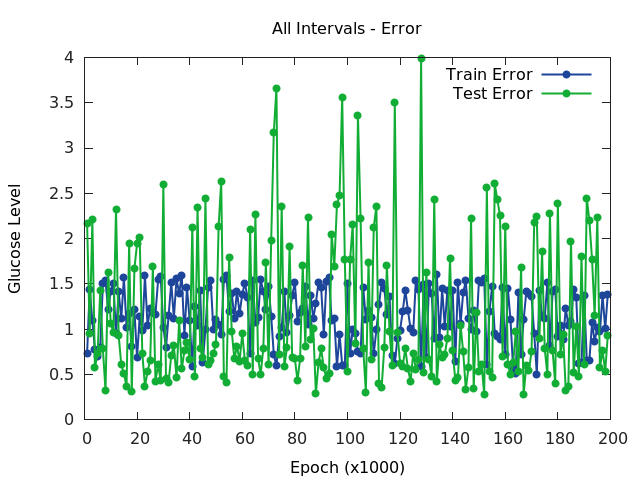 All Intervals - Error
Train Error
Test Error
4
3.5
3
2.5
2
1.5
1
0.5
0
Glucose Level
0 20 40 60 80 100 120 140 160 180 200
Epoch (x1000)